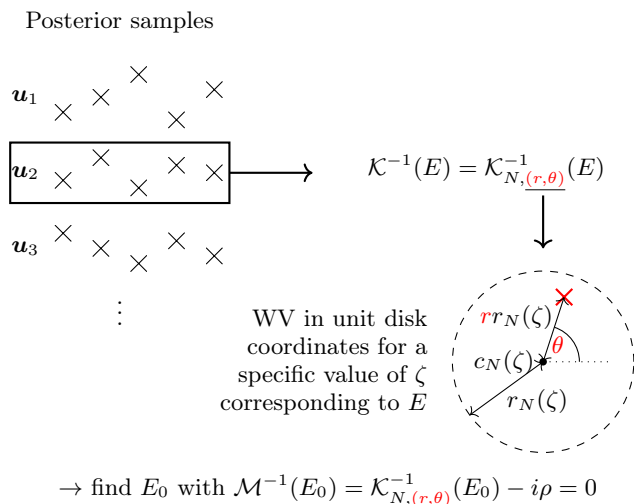 Posterior samples
𝒖₁
𝒖₂
𝒦⁻¹(E) = 𝒦⁻¹_{N,(r,θ)}(E)
𝒖₃
⋮
WV in unit disk
coordinates for a
specific value of ζ
corresponding to E
rr_N(ζ)
θ
c_N(ζ)
r_N(ζ)
→ find E₀ with ℳ⁻¹(E₀) = 𝒦⁻¹_{N,(r,θ)}(E₀) − iρ = 0